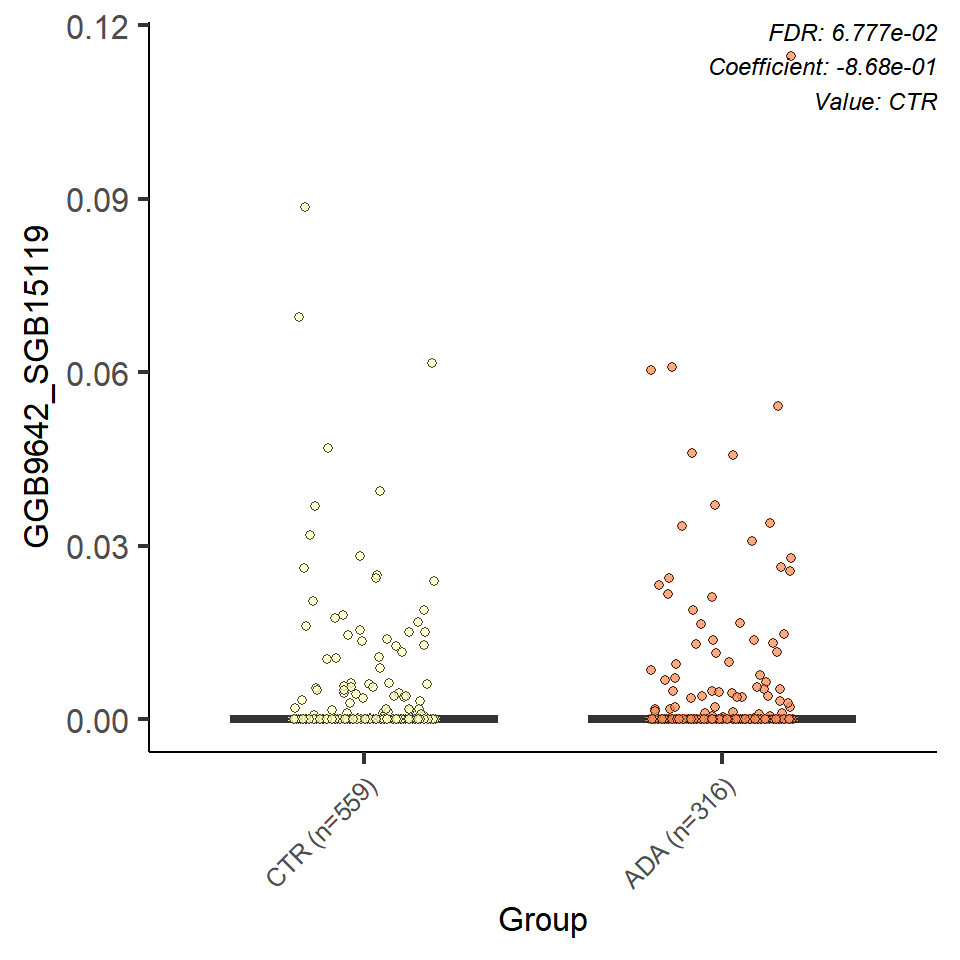 FDR: 6.777e-02
Coefficient: -8.68e-01
Value: CTR
0.12
0.09
0.06
0.03
0.00
GGB9642_SGB15119
CTR (n=559)
ADA (n=316)
Group